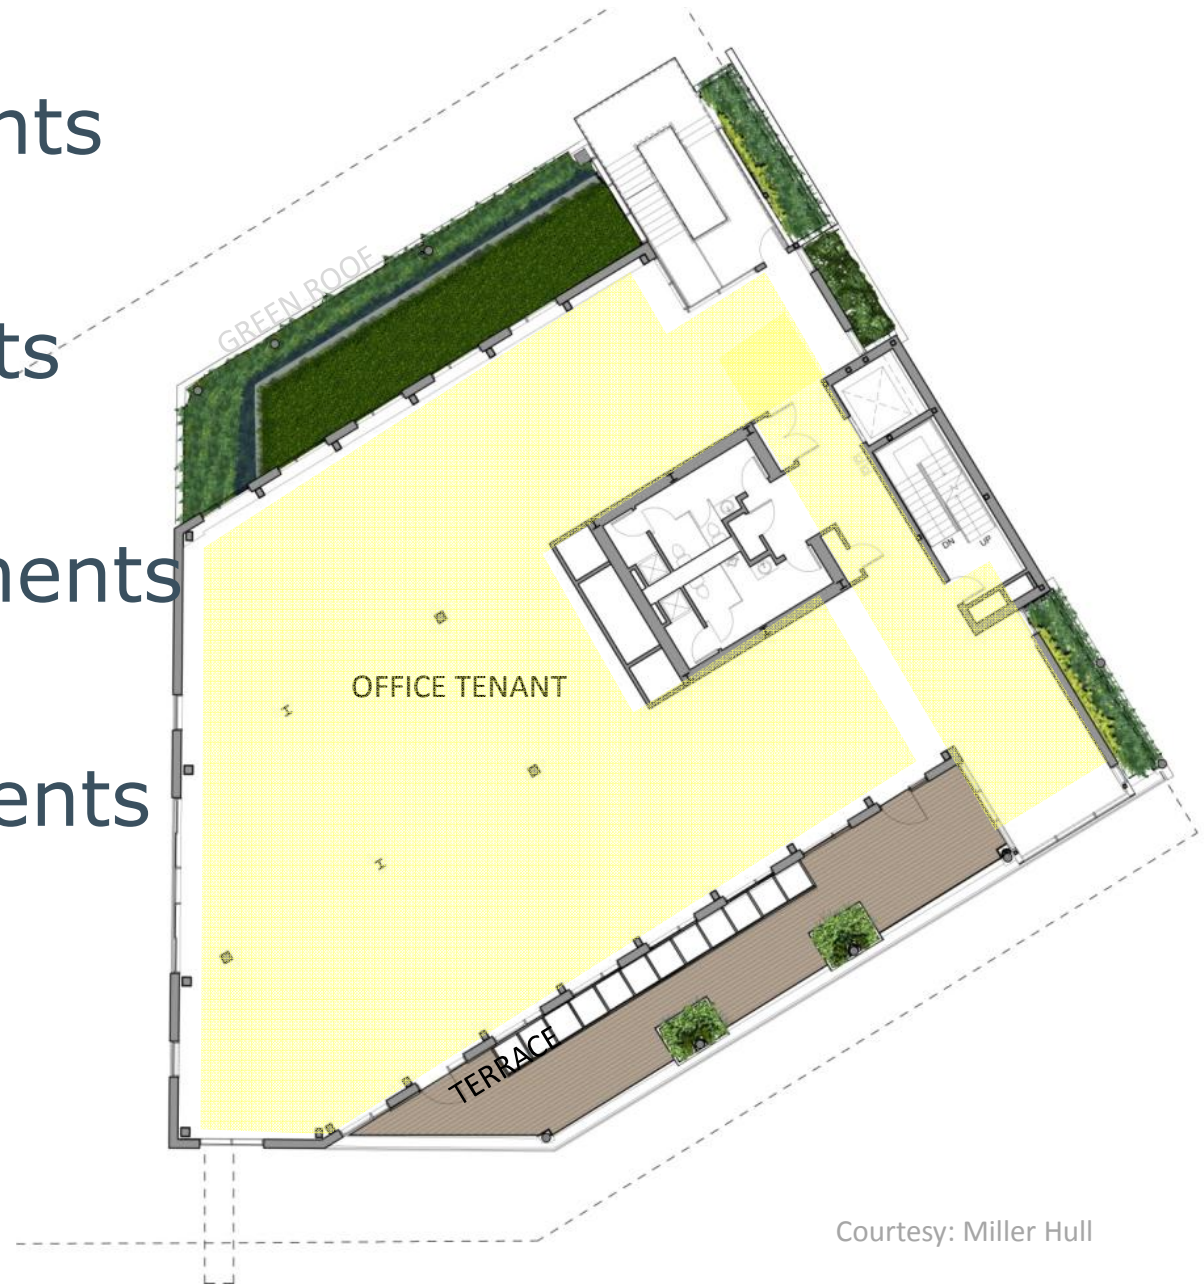 nts
GREEN ROOF
ts
DN UP
nents
OFFICE TENANT
ents
TERRACE
Courtesy: Miller Hull